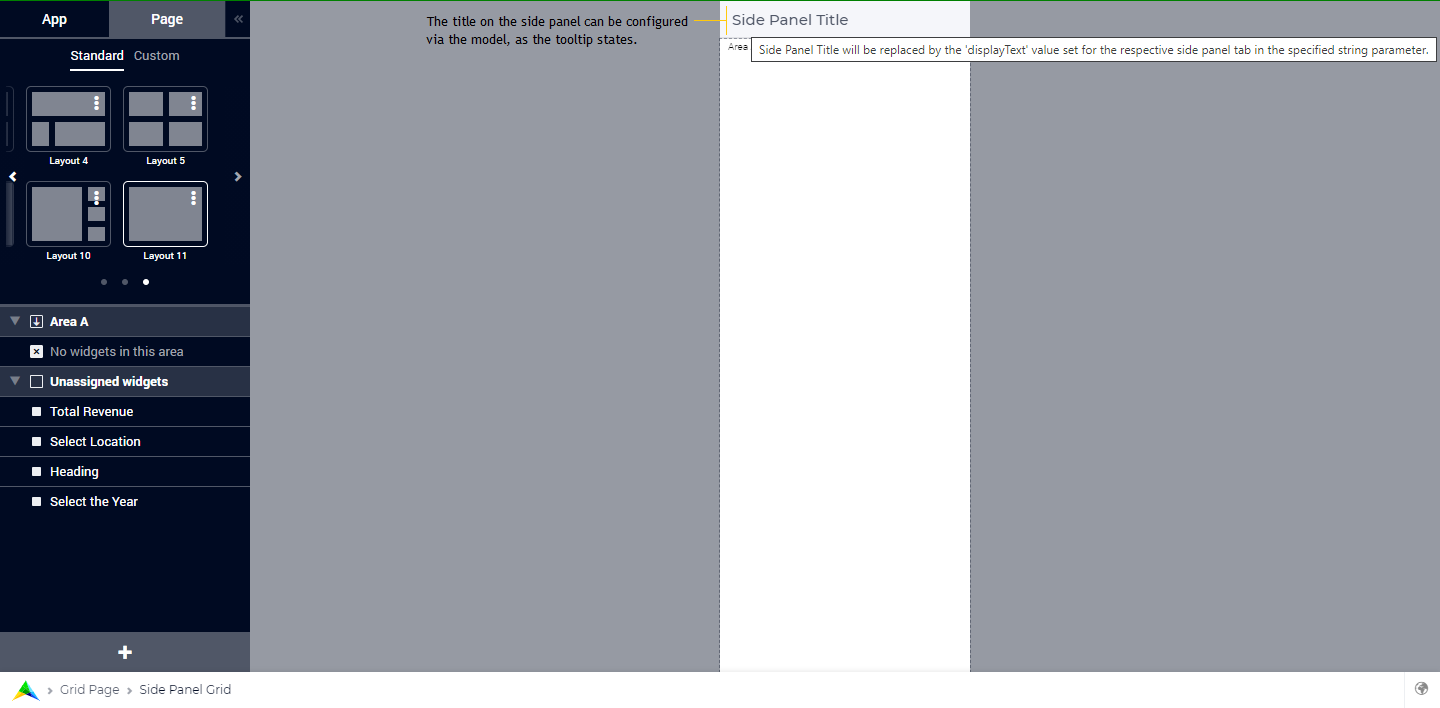 App
Page
«
Standard
Custom
Layout 4
Layout 5
Layout 10
Layout 11
Area A
No widgets in this area
Unassigned widgets
Total Revenue
Select Location
Heading
Select the Year
+
The title on the side panel can be configured
via the model, as the tooltip states.
Side Panel Title
Area
Side Panel Title will be replaced by the 'displayText' value set for the respective side panel tab in the specified string parameter.
Grid Page › Side Panel Grid